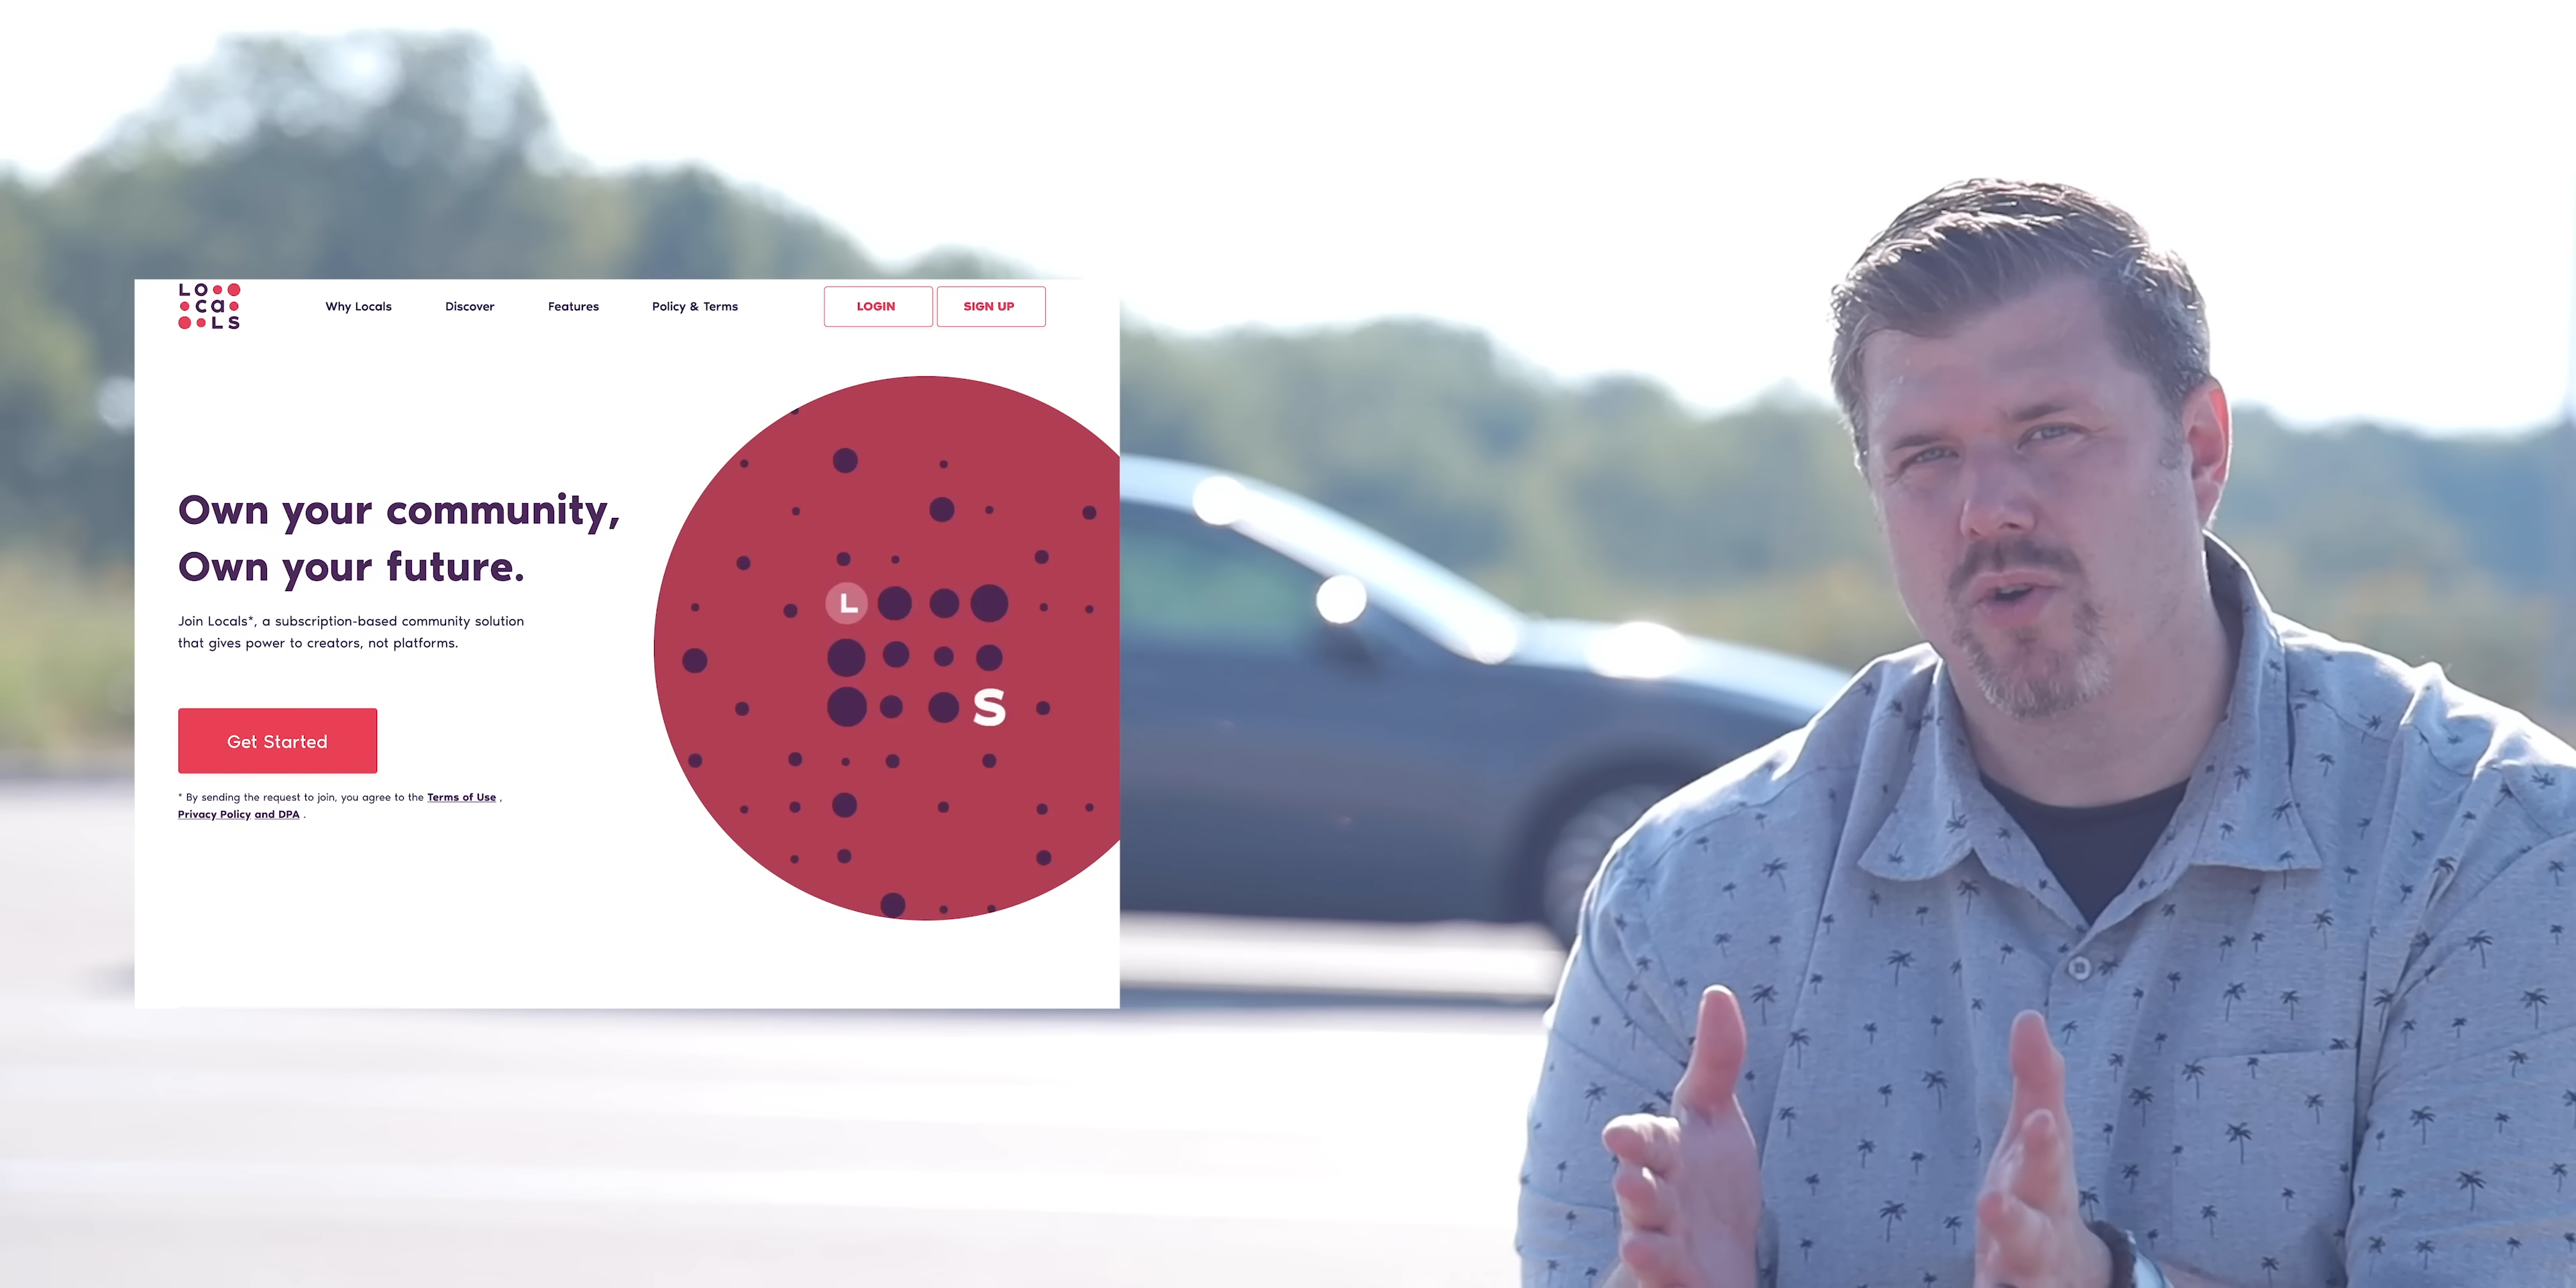 LO
ca
LS
Why Locals
Discover
Features
Policy & Terms
LOGIN
SIGN UP
Own your community,
Own your future.
Join Locals*, a subscription-based community solution
that gives power to creators, not platforms.
Get Started
* By sending the request to join, you agree to the Terms of Use ,
Privacy Policy and DPA .
L
S